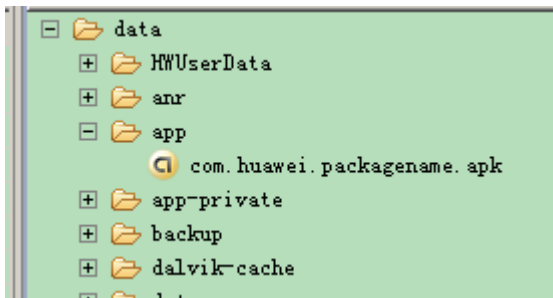 data
HWUserData
anr
app
com.huawei.packagename.apk
app-private
backup
dalvik-cache